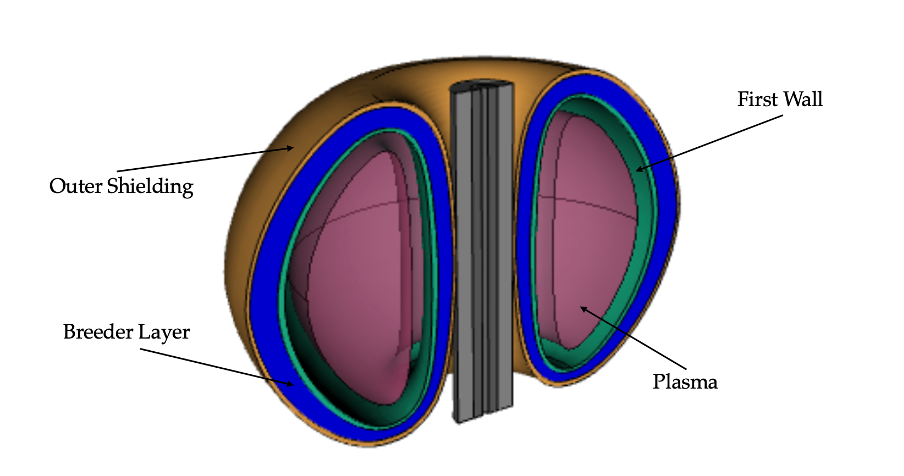 First Wall
Outer Shielding
Breeder Layer
Plasma